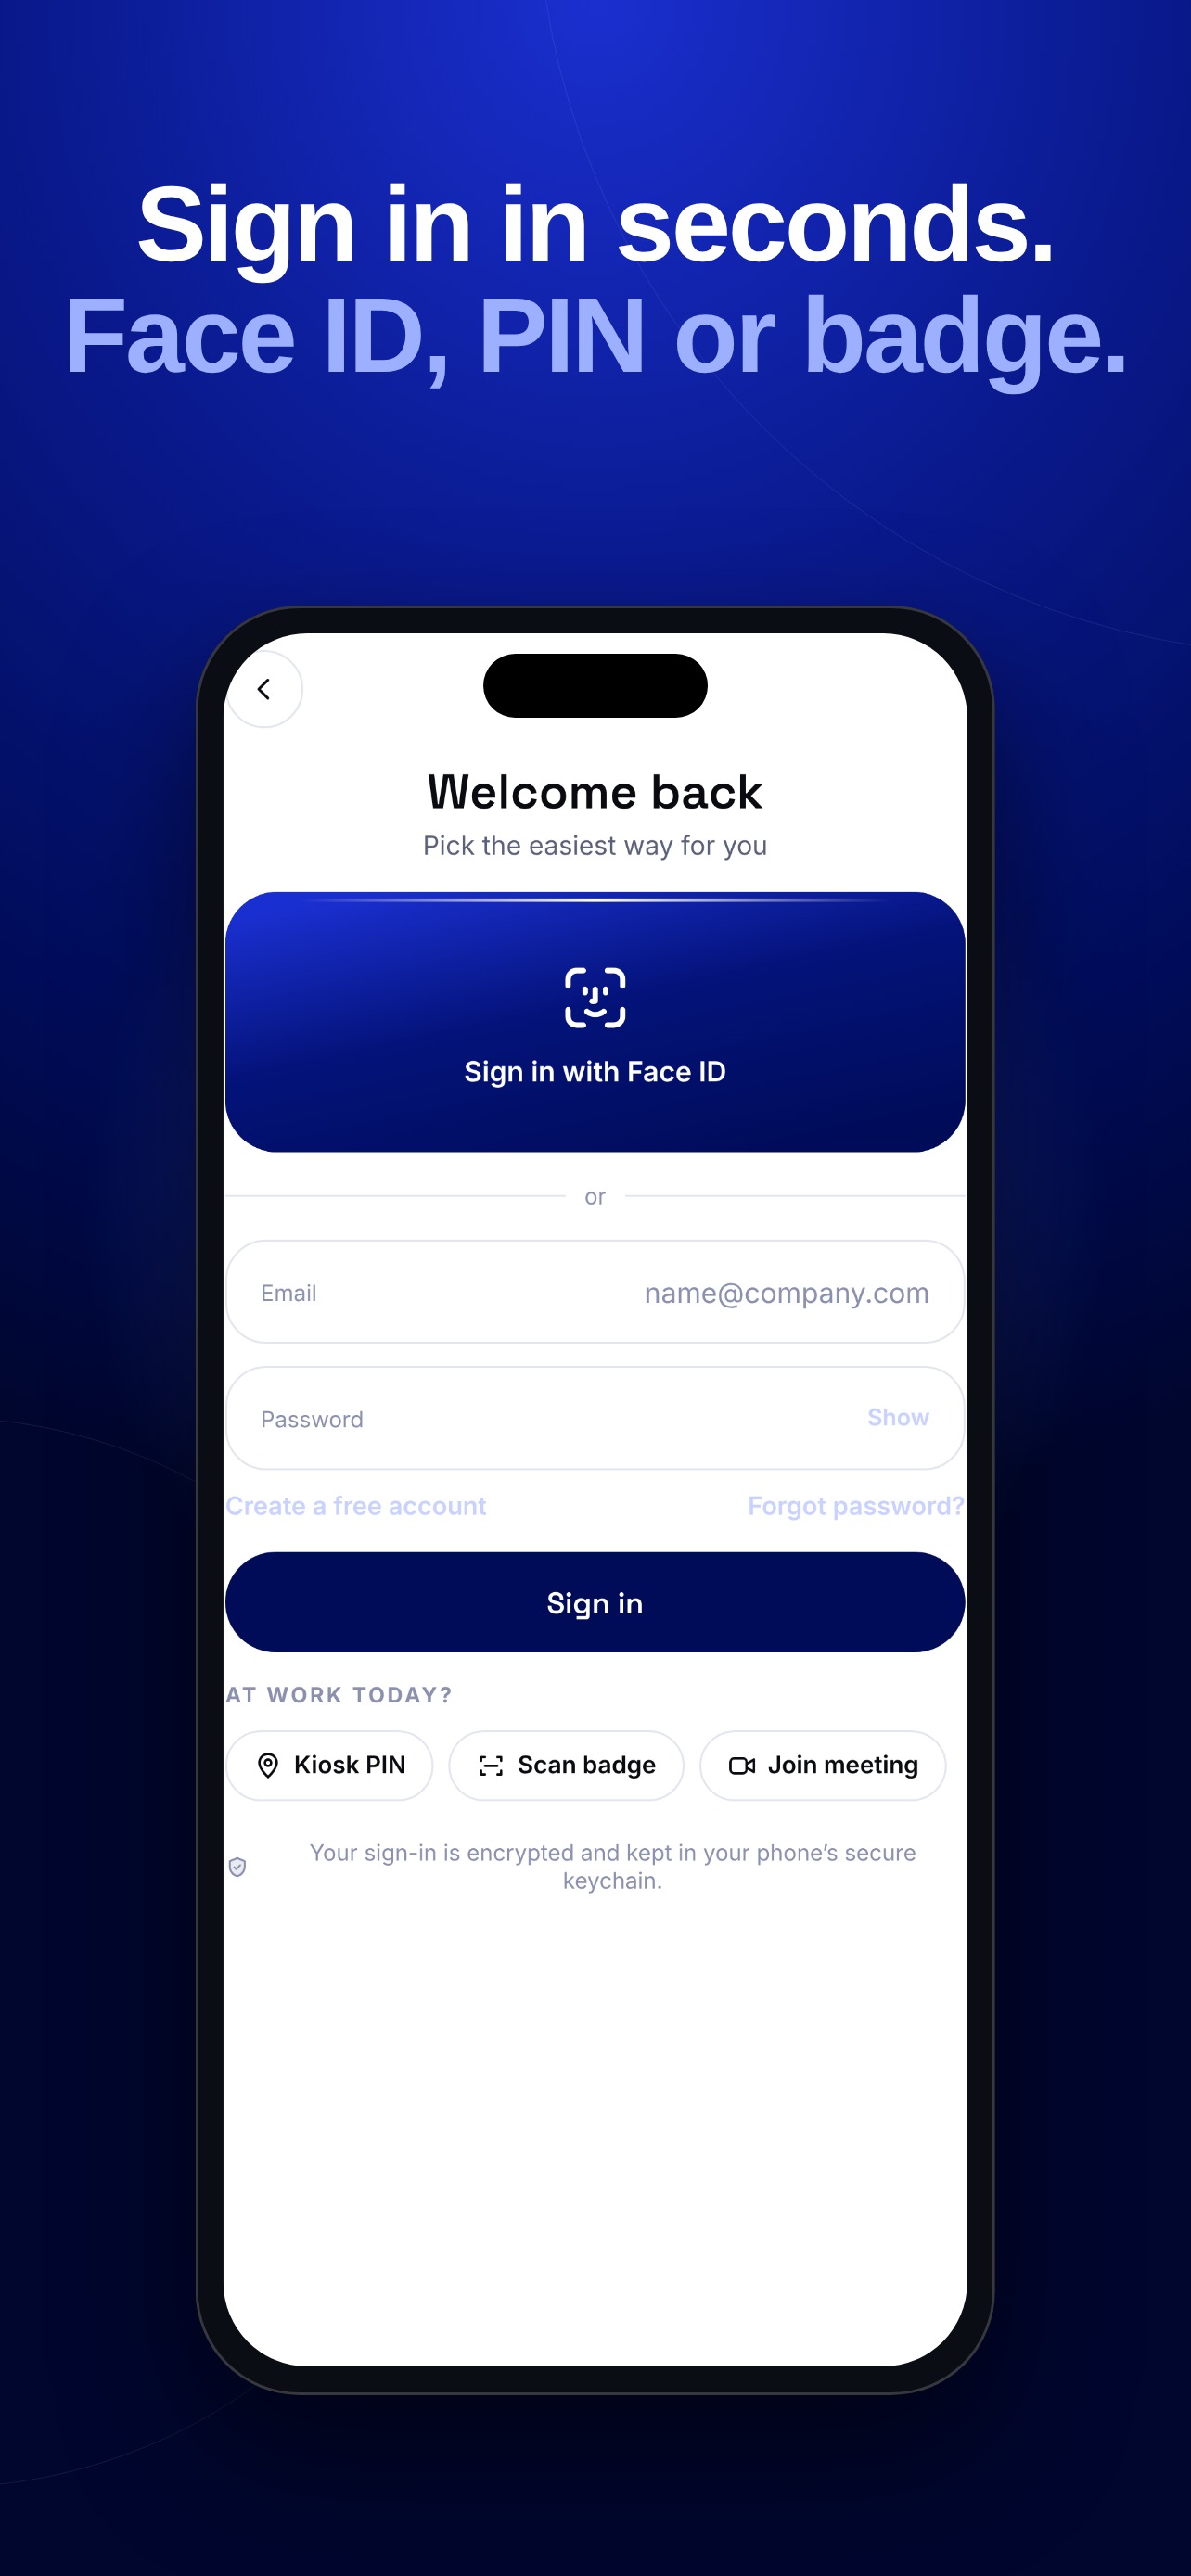 Sign in in seconds.
Face ID, PIN or badge.
Welcome back
Pick the easiest way for you
Sign in with Face ID
or
Email name@company.com
Password Show
Create a free account Forgot password?
Sign in
AT WORK TODAY?
Kiosk PIN Scan badge Join meeting
Your sign-in is encrypted and kept in your phone’s secure
keychain.